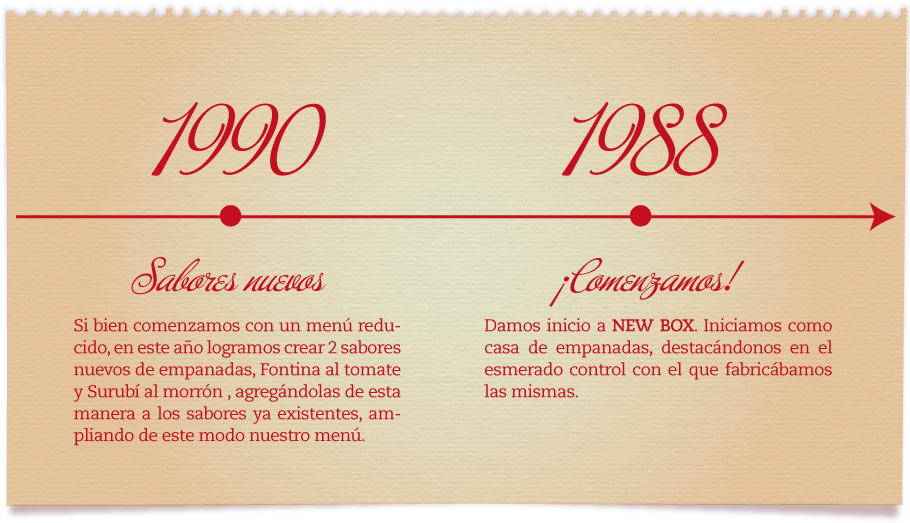 1990
Sabores nuevos
Si bien comenzamos con un menú redu-
cido, en este año logramos crear 2 sabores
nuevos de empanadas, Fontina al tomate
y Surubí al morrón , agregándolas de esta
manera a los sabores ya existentes, am-
pliando de este modo nuestro menú.
1988
¡Comenzamos!
Damos inicio a NEW BOX. Iniciamos como
casa de empanadas, destacándonos en el
esmerado control con el que fabricábamos
las mismas.